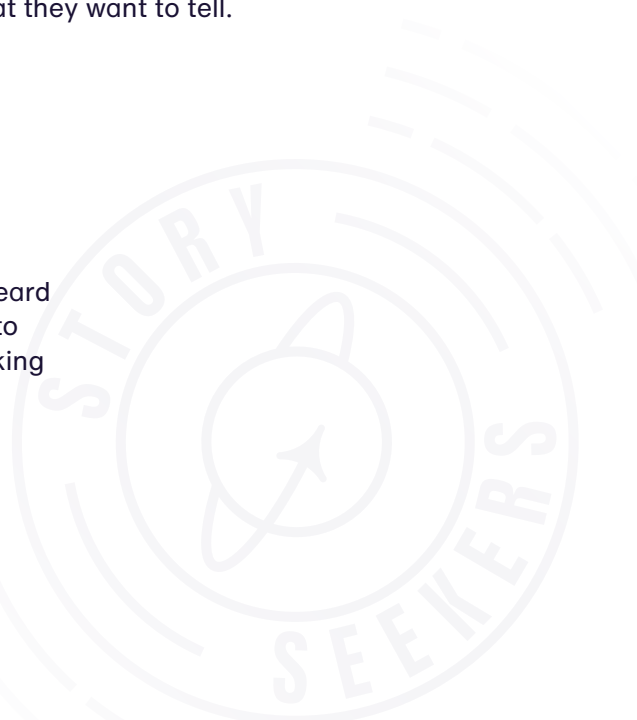 at they want to tell.
eard
to
king
STORY
SEEKERS